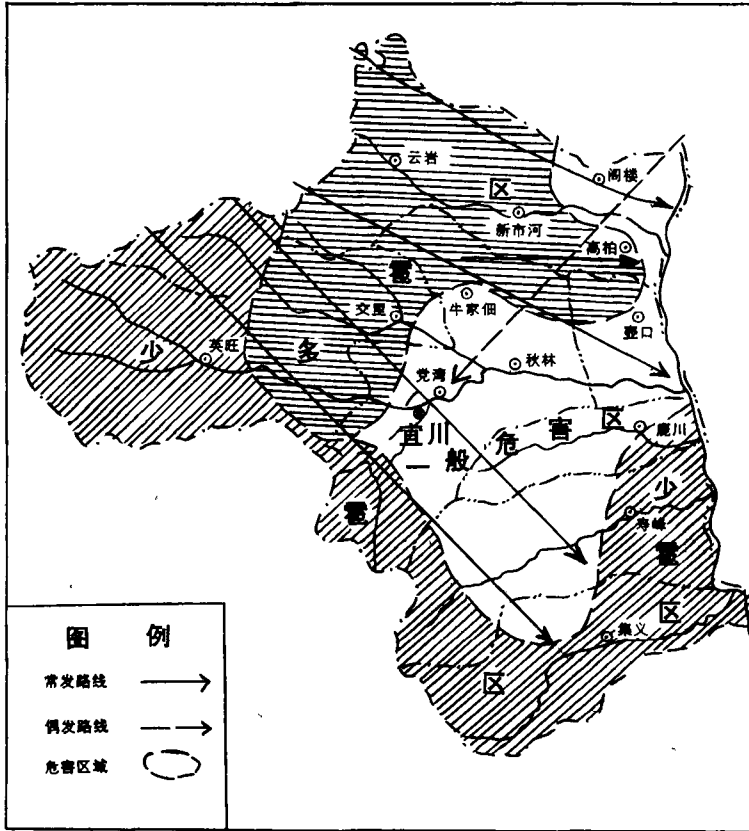 云岩
阁楼
区
新市河
高柏
雹
牛家佃
交里
壶口
英旺
少
多
秋林
党湾
宜川
一般危害区
鹿川
少
雹
寿峰
雹
区
集义
区
图 例
常发路线
偶发路线
危害区域